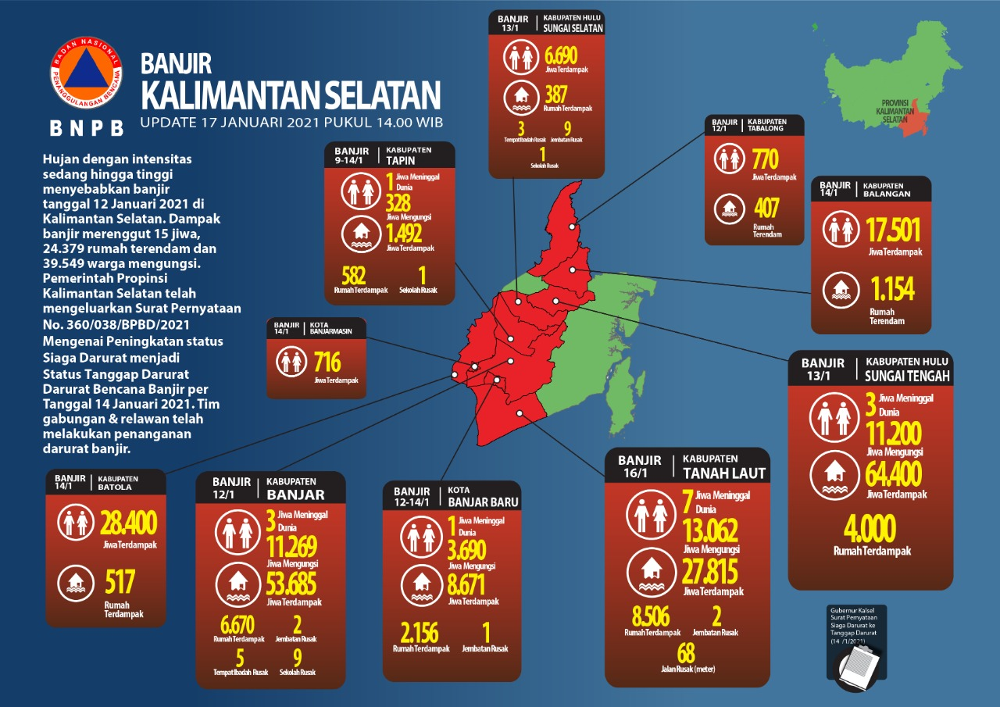 BADAN NASIONAL
PENANGGULANGAN BENCANA
BNPB
BANJIR
KALIMANTAN SELATAN
UPDATE 17 JANUARI 2021 PUKUL 14.00 WIB
Hujan dengan intensitas
sedang hingga tinggi
menyebabkan banjir
tanggal 12 Januari 2021 di
Kalimantan Selatan. Dampak
banjir merenggut 15 jiwa,
24.379 rumah terendam dan
39.549 warga mengungsi.
Pemerintah Propinsi
Kalimantan Selatan telah
mengeluarkan Surat Pernyataan
No. 360/038/BPBD/2021
Mengenai Peningkatan status
Siaga Darurat menjadi
Status Tanggap Darurat
Darurat Bencana Banjir per
Tanggal 14 Januari 2021. Tim
gabungan & relawan telah
melakukan penanganan
darurat banjir.
BANJIR
13/1
KABUPATEN HULU
SUNGAI SELATAN
6.690
Jiwa Terdampak
387
Rumah Terdampak
3
Tempat Ibadah Rusak
9
Jembatan Rusak
1
Sekolah Rusak
PROVINSI
KALIMANTAN
SELATAN
BANJIR
9-14/1
KABUPATEN
TAPIN
1 Jiwa Meninggal
Dunia
328
Jiwa Mengungsi
1.492
Jiwa Terdampak
582
Rumah Terdampak
1
Sekolah Rusak
BANJIR
12/1
KABUPATEN
TABALONG
770
Jiwa Terdampak
407
Rumah
Terendam
BANJIR
14/1
KABUPATEN
BALANGAN
17.501
Jiwa Terdampak
1.154
Rumah
Terendam
BANJIR
14/1
KOTA
BANJARMASIN
716
Jiwa Terdampak
BANJIR
13/1
KABUPATEN HULU
SUNGAI TENGAH
3 Jiwa Meninggal
Dunia
11.200
Jiwa Mengungsi
64.400
Jiwa Terdampak
4.000
Rumah Terdampak
BANJIR
14/1
KABUPATEN
BATOLA
28.400
Jiwa Terdampak
517
Rumah
Terdampak
BANJIR
12/1
KABUPATEN
BANJAR
3 Jiwa Meninggal
Dunia
11.269
Jiwa Mengungsi
53.685
Jiwa Terdampak
6.670
Rumah Terdampak
2
Jembatan Rusak
5
Tempat Ibadah Rusak
9
Sekolah Rusak
BANJIR
12-14/1
KOTA
BANJAR BARU
1 Jiwa Meninggal
Dunia
3.690
Jiwa Mengungsi
8.671
Jiwa Terdampak
2.156
Rumah Terdampak
1
Jembatan Rusak
BANJIR
16/1
KABUPATEN
TANAH LAUT
7 Jiwa Meninggal
Dunia
13.062
Jiwa Mengungsi
27.815
Jiwa Terdampak
8.506
Rumah Terdampak
2
Jembatan Rusak
68
Jalan Rusak (meter)
Gubernur Kalsel
Surat Pernyataan
Siaga Darurat ke
Tanggap Darurat
(14 /1/2021)